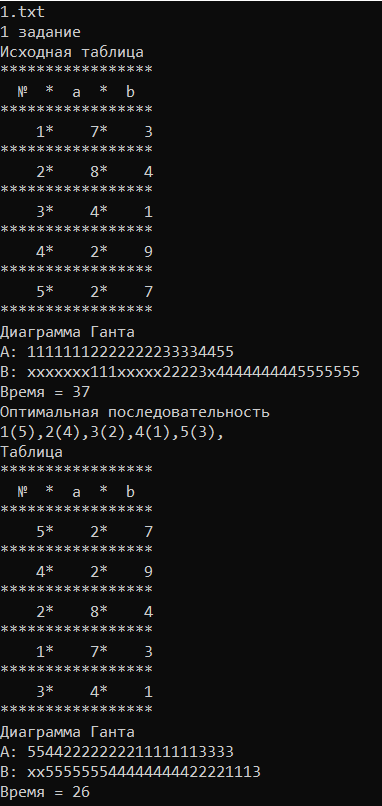 1.txt
1 задание
Исходная таблица
*****************
  №  *  a  *  b
*****************
    1*    7*    3
*****************
    2*    8*    4
*****************
    3*    4*    1
*****************
    4*    2*    9
*****************
    5*    2*    7
*****************
Диаграмма Ганта
A: 11111112222222233334455
B: xxxxxxx111xxxxx22223x4444444445555555
Время = 37
Оптимальная последовательность
1(5),2(4),3(2),4(1),5(3),
Таблица
*****************
  №  *  a  *  b
*****************
    5*    2*    7
*****************
    4*    2*    9
*****************
    2*    8*    4
*****************
    1*    7*    3
*****************
    3*    4*    1
*****************
Диаграмма Ганта
A: 55442222222211111113333
B: xx555555544444444422221113
Время = 26